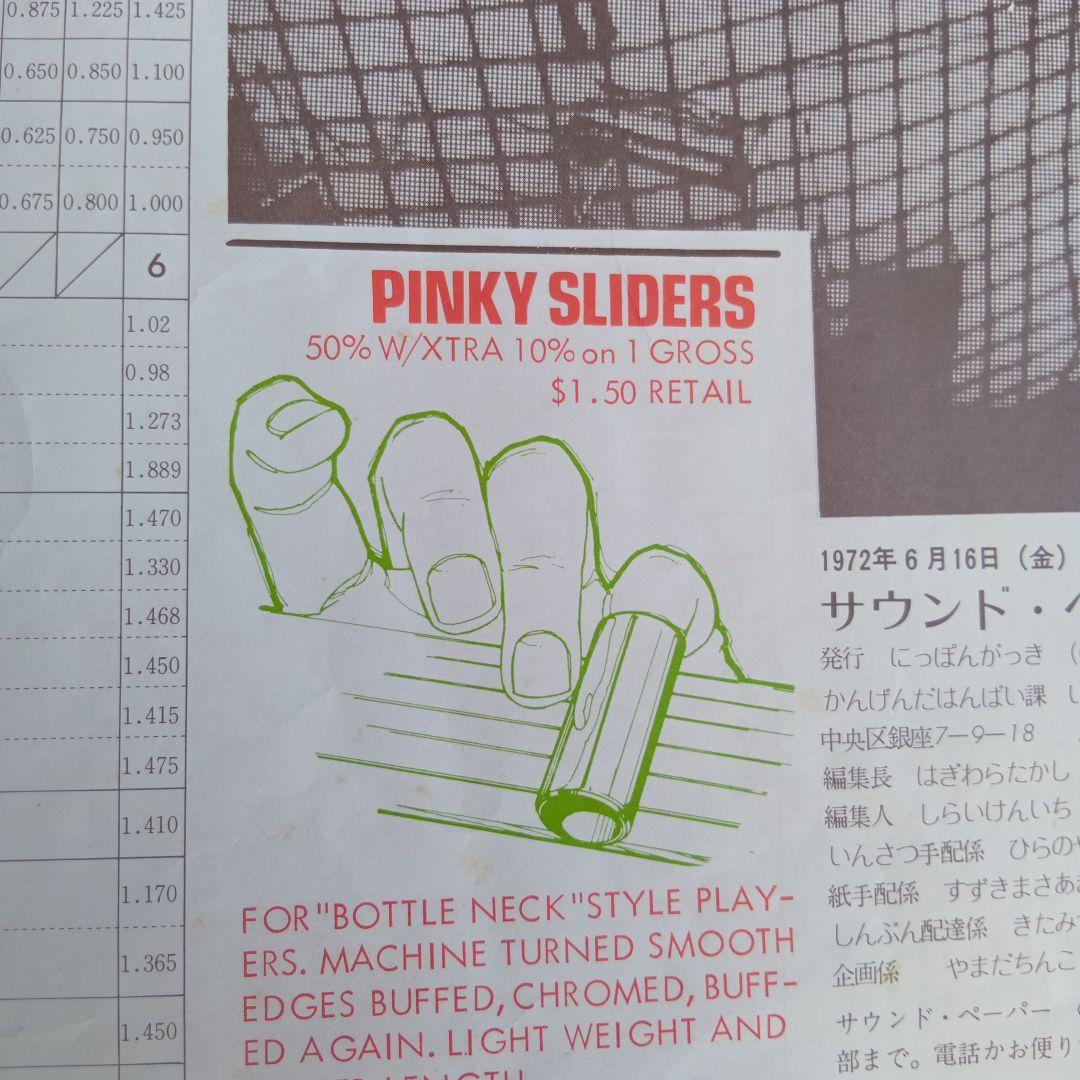 0.875 1.225 1.425
0.650 0.850 1.100
0.625 0.750 0.950
0.675 0.800 1.000
6
1.02
0.98
1.273
1.889
1.470
1.330
1.468
1.450
1.415
1.475
1.410
1.170
1.365
1.450
PINKY SLIDERS
50% W/XTRA 10% on 1 GROSS
$1.50 RETAIL
FOR "BOTTLE NECK" STYLE PLAY-
ERS. MACHINE TURNED SMOOTH
EDGES BUFFED, CHROMED, BUFF-
ED AGAIN. LIGHT WEIGHT AND
LENGTH
1972年6月16日（金）
サウンド・
発行 にっぽんがっき
かんげんだはんばい課
中央区銀座7－9－18
編集長 はぎわらたかし
編集人 しらいけんいち
いんさつ手配係 ひらの
紙手配係 すずきまさあ
しんぶん配達係 きたみ
企画係 やまだちんこ
サウンド・ペーパー
部まで。電話かお便り